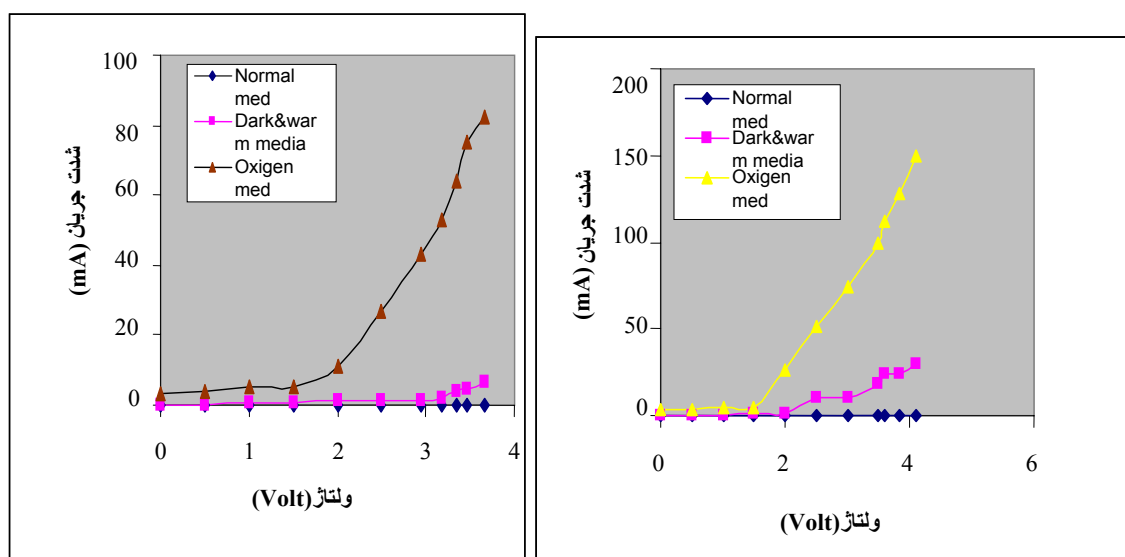 100
80
60
40
20
0
0 1 2 3 4
شدت جریان (mA)
ولتاژ(Volt)
Normal
med
Dark&war
m media
Oxigen
med
200
150
100
50
0
0 2 4 6
شدت جریان (mA)
ولتاژ(Volt)
Normal
med
Dark&war
m media
Oxigen
med